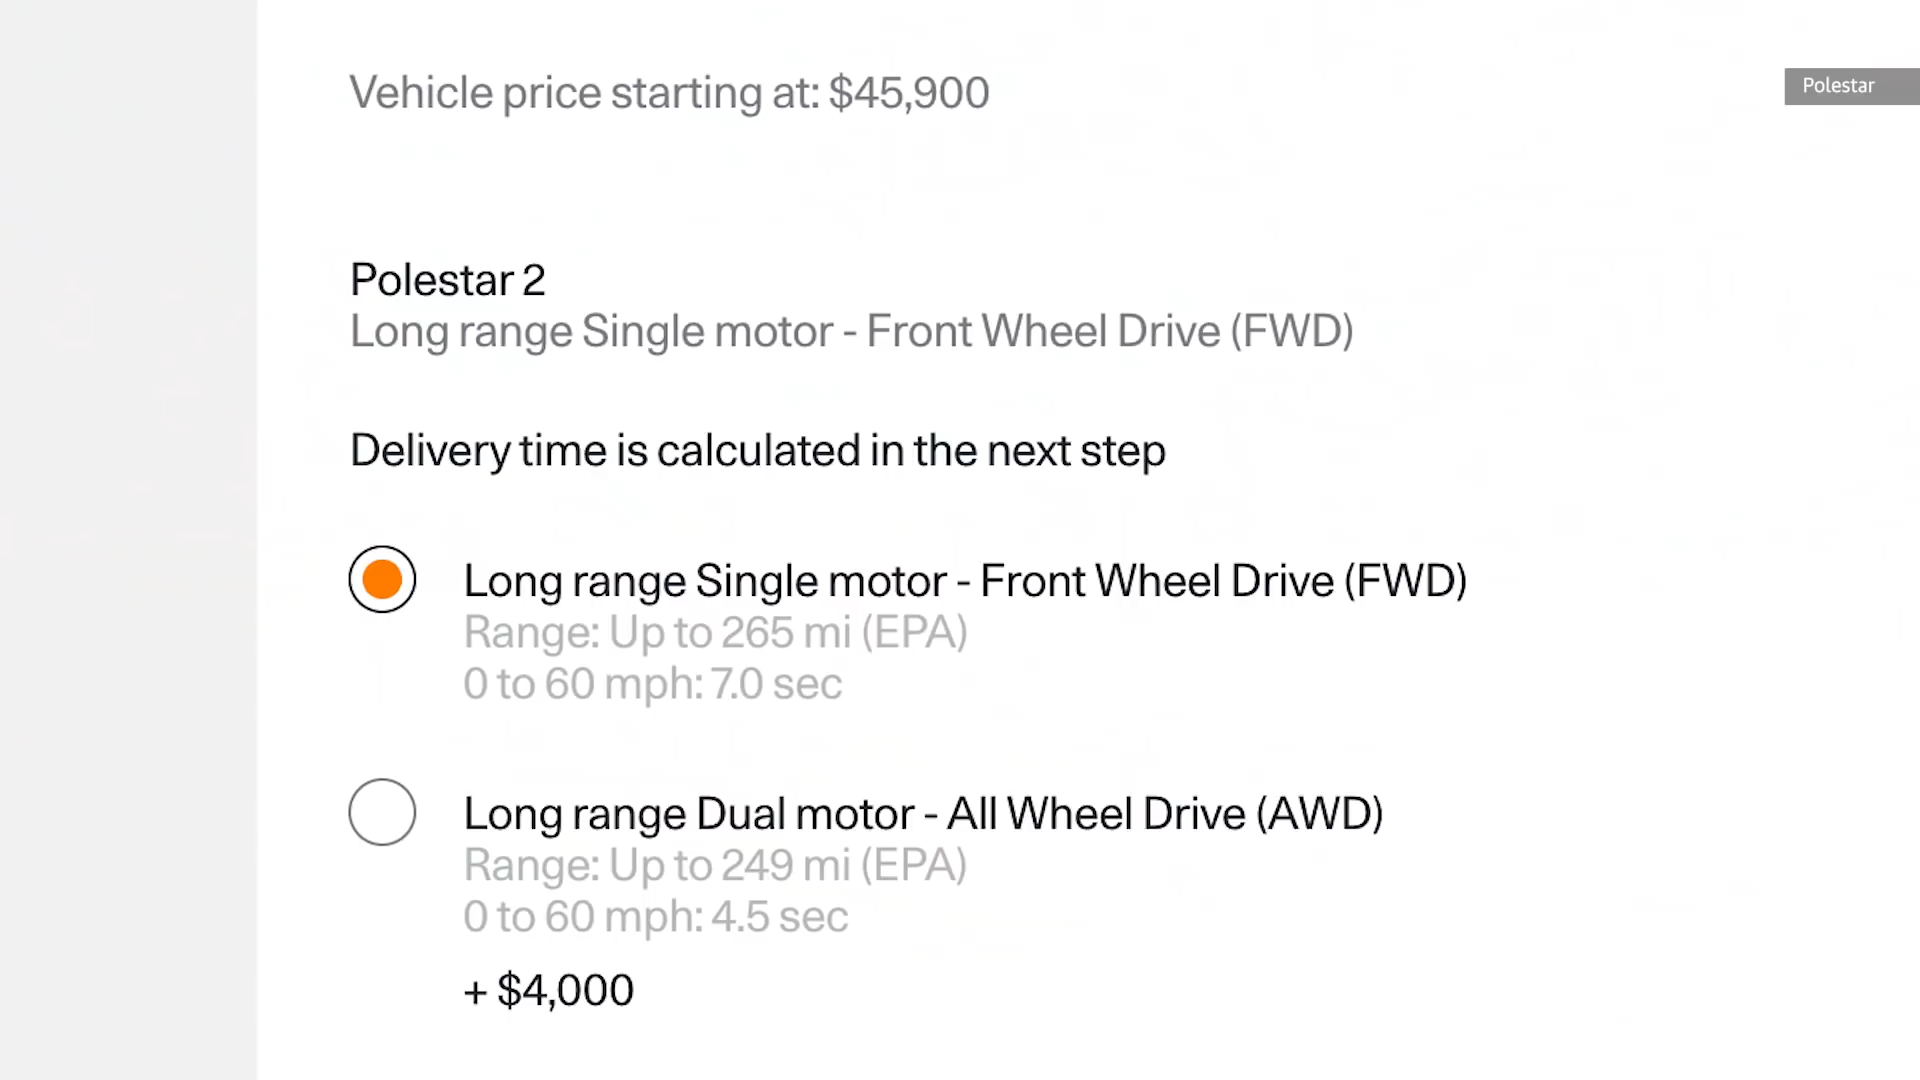 Vehicle price starting at: $45,900
Polestar
Polestar 2
Long range Single motor - Front Wheel Drive (FWD)
Delivery time is calculated in the next step
Long range Single motor - Front Wheel Drive (FWD)
Range: Up to 265 mi (EPA)
0 to 60 mph: 7.0 sec
Long range Dual motor - All Wheel Drive (AWD)
Range: Up to 249 mi (EPA)
0 to 60 mph: 4.5 sec
+ $4,000